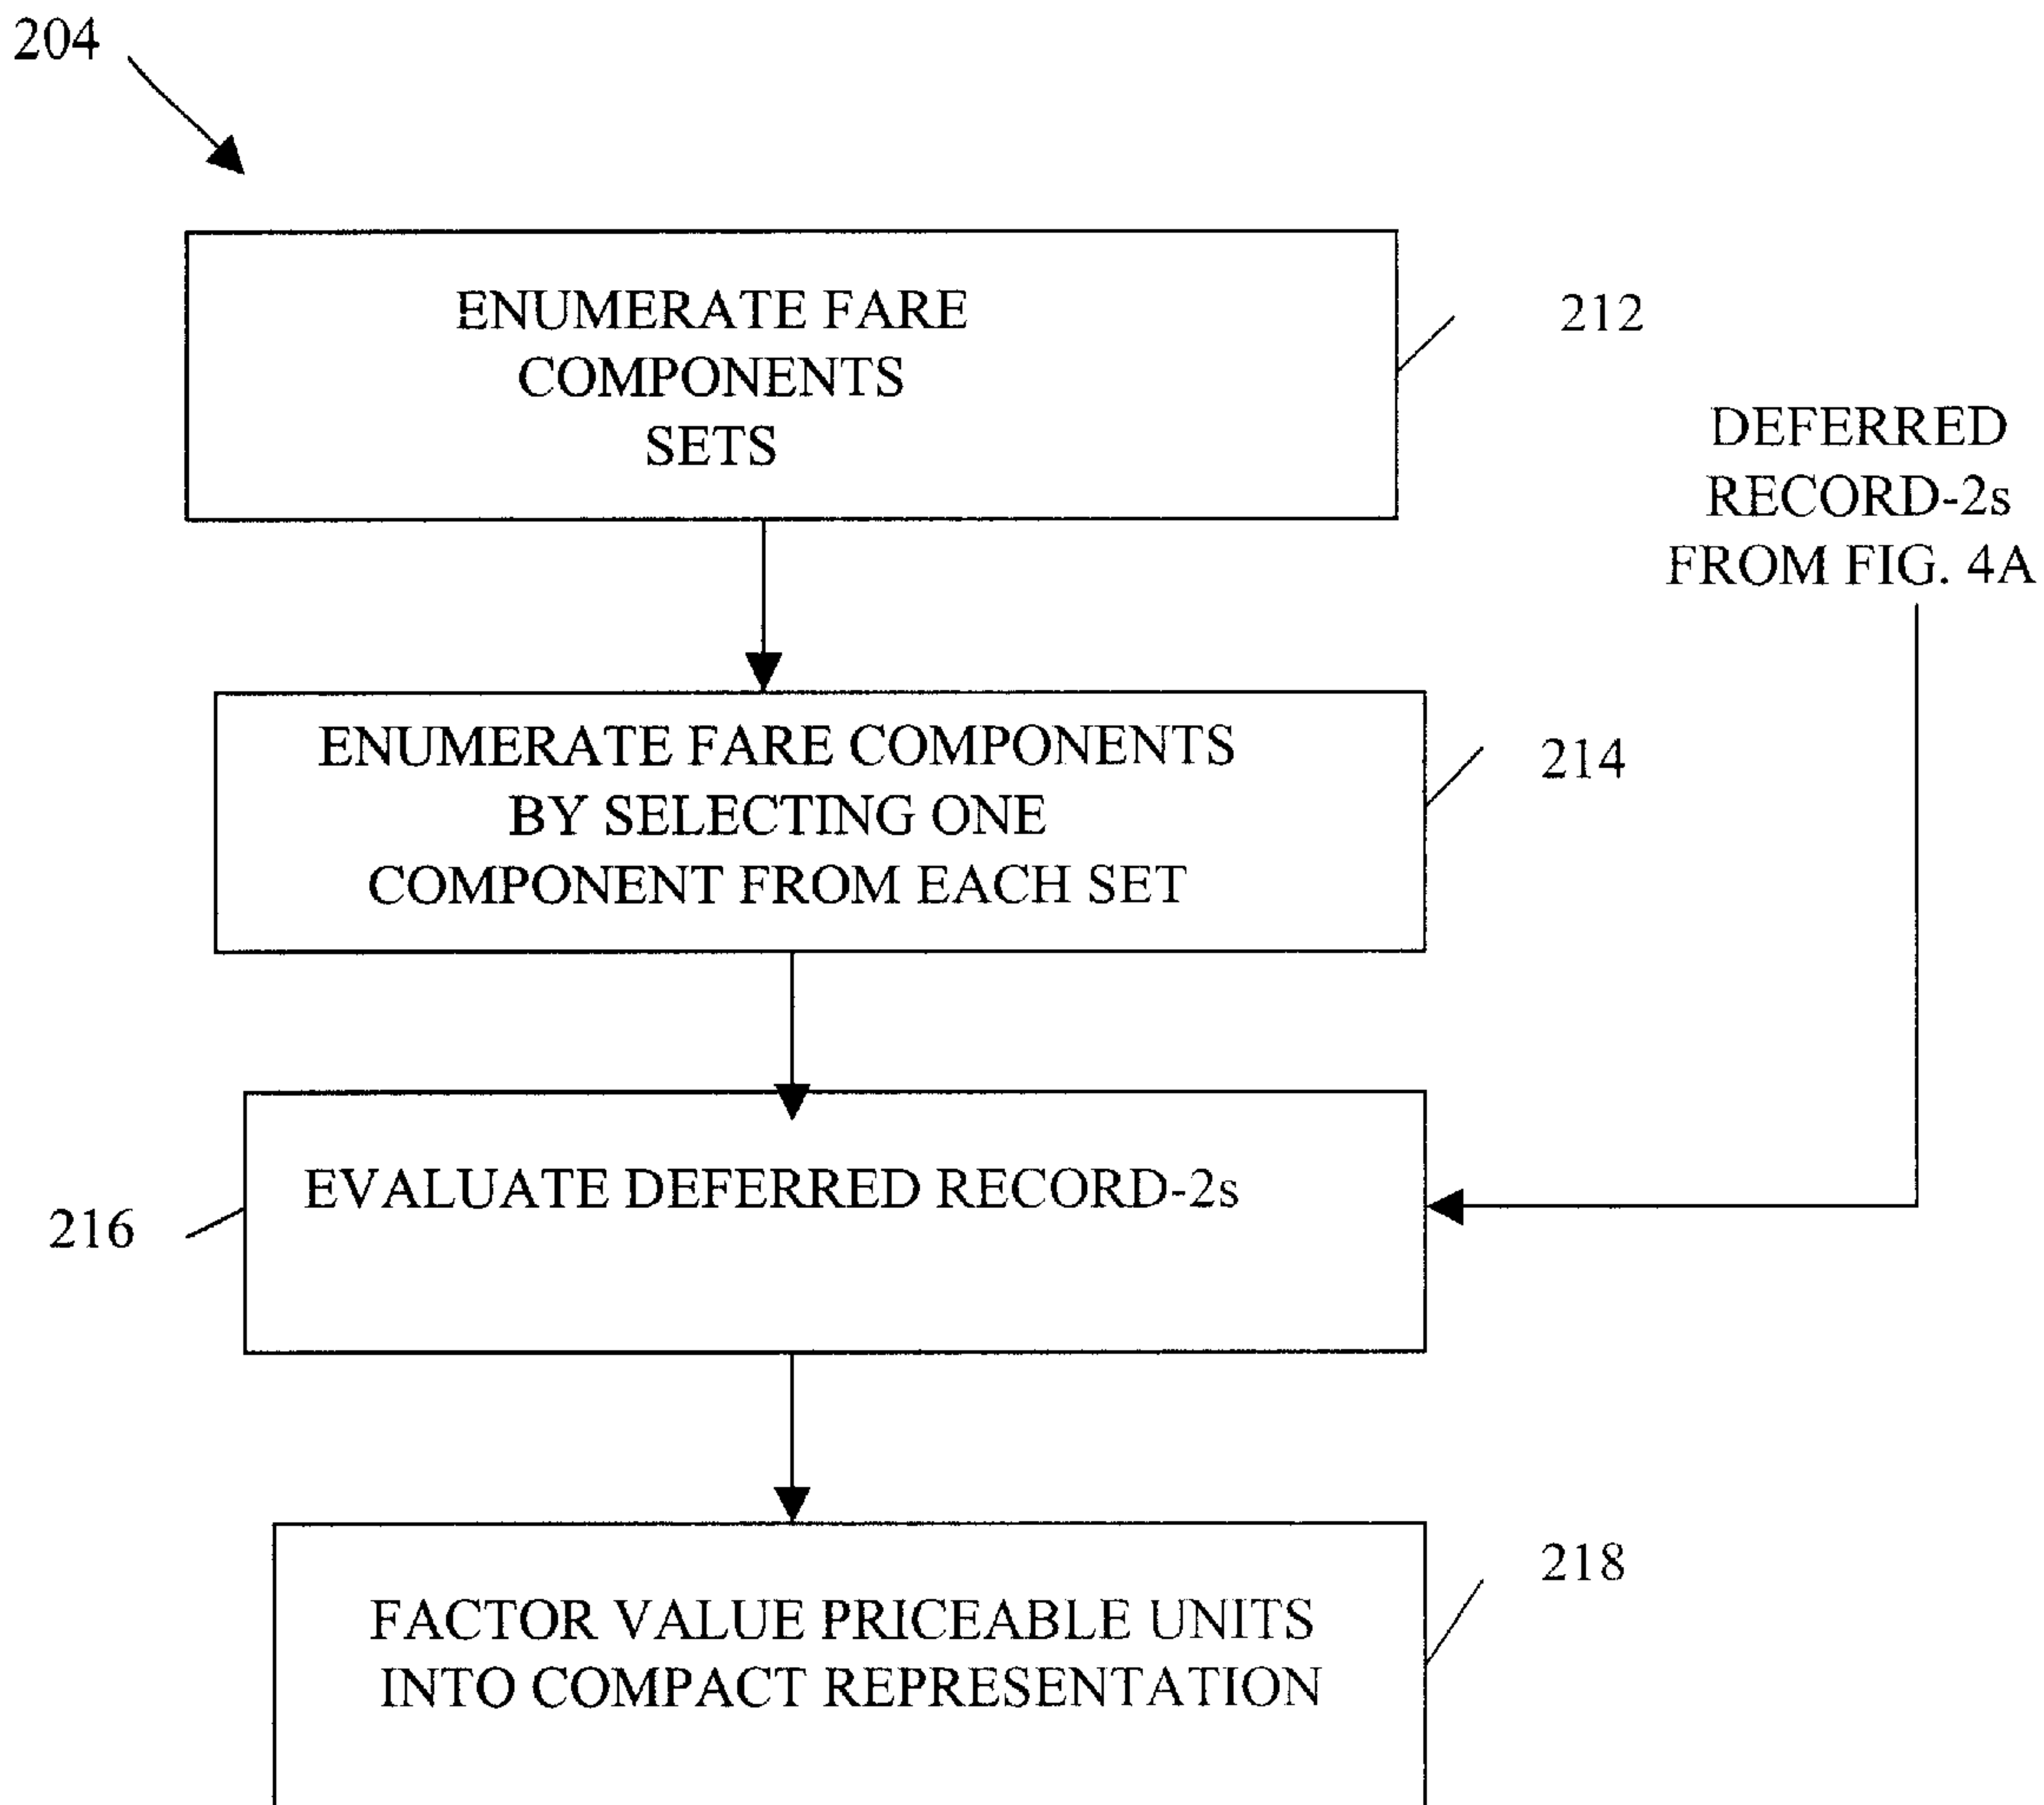 204
ENUMERATE FARE
COMPONENTS
SETS
212
DEFERRED
RECORD-2s
FROM FIG. 4A
ENUMERATE FARE COMPONENTS
BY SELECTING ONE
COMPONENT FROM EACH SET
214
EVALUATE DEFERRED RECORD-2s
216
FACTOR VALUE PRICEABLE UNITS
INTO COMPACT REPRESENTATION
218